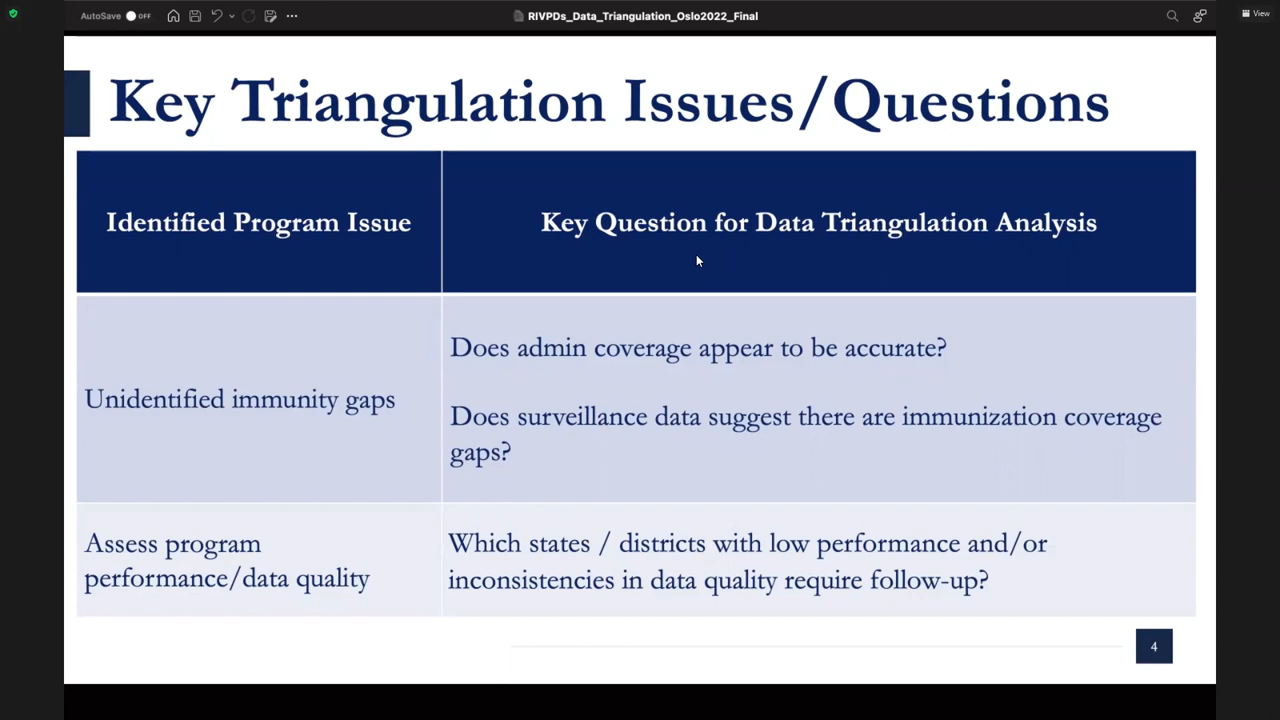 AutoSave OFF
RIVPDs_Data_Triangulation_Oslo2022_Final
View
Key Triangulation Issues/Questions
Identified Program Issue
Key Question for Data Triangulation Analysis
Unidentified immunity gaps
Does admin coverage appear to be accurate?
Does surveillance data suggest there are immunization coverage
gaps?
Assess program
performance/data quality
Which states / districts with low performance and/or
inconsistencies in data quality require follow-up?
4